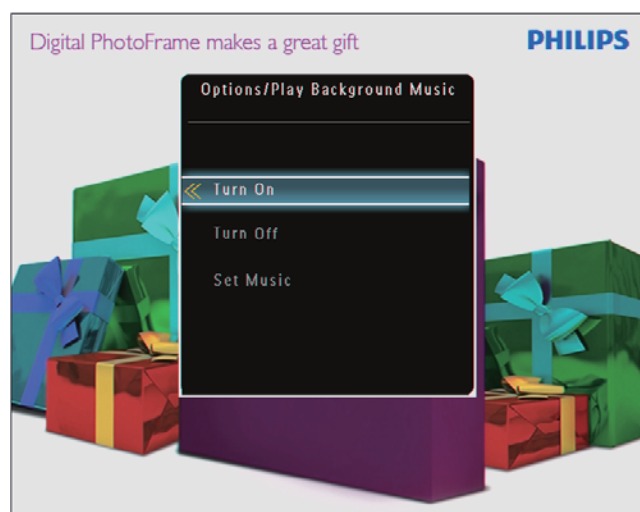 Digital PhotoFrame makes a great gift
PHILIPS
Options/Play Background Music
Turn On
Turn Off
Set Music